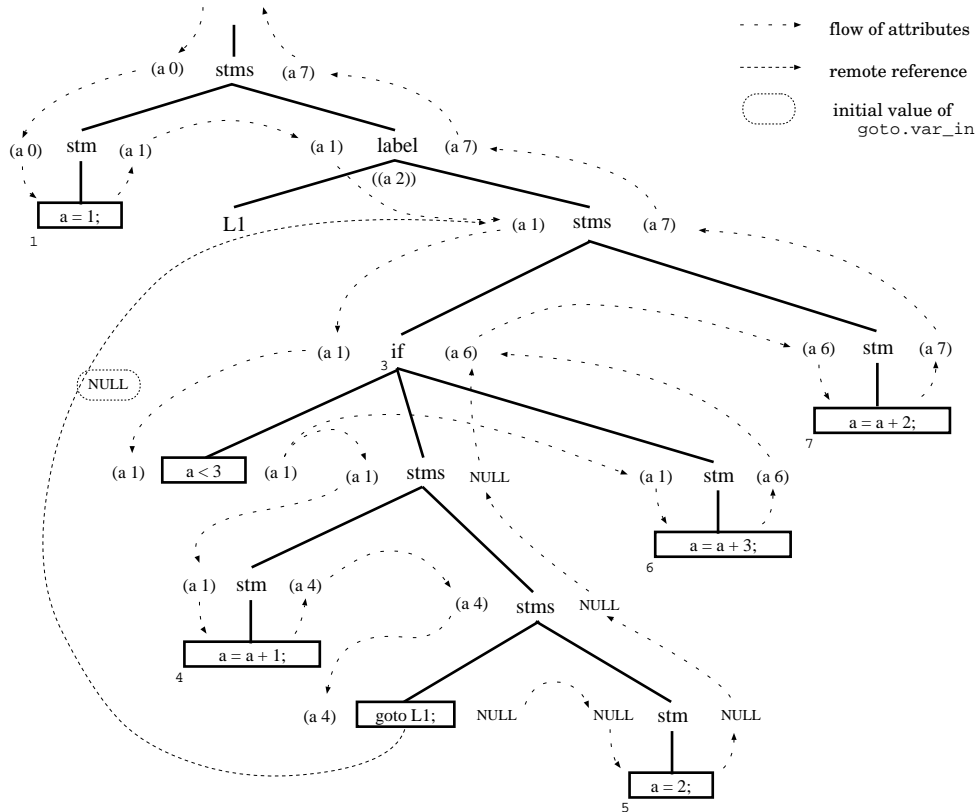 flow of attributes
remote reference
initial value of
goto.var_in
(a 0) stms (a 7)
(a 0) stm (a 1) (a 1) label (a 7)
((a 2))
a = 1;
1
L1 (a 1) stms (a 7)
(a 1) if (a 6) (a 6) stm (a 7)
3
NULL
a = a + 2;
7
(a 1) a < 3 (a 1) (a 1) stms NULL (a 1) stm (a 6)
a = a + 3;
6
(a 1) stm (a 4) (a 4) stms NULL
a = a + 1;
4
(a 4) goto L1; NULL NULL stm NULL
a = 2;
5